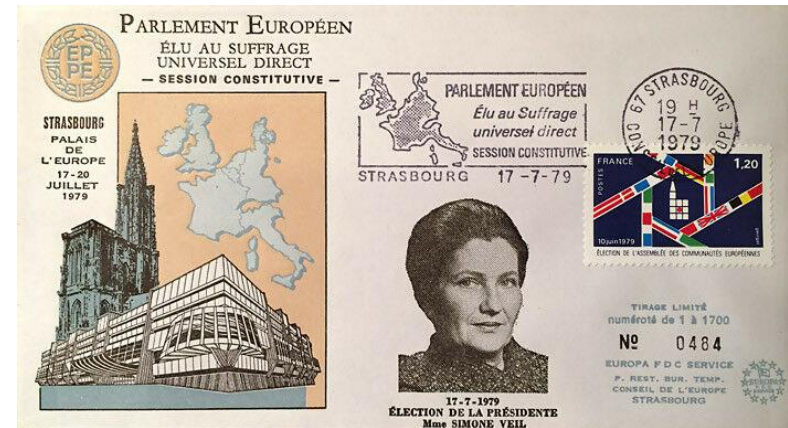 PARLEMENT EUROPÉEN
ÉLU AU SUFFRAGE
UNIVERSEL DIRECT
— SESSION CONSTITUTIVE —
EP
PE
STRASBOURG
PALAIS
DE
L'EUROPE
17-20
JUILLET
1979
PARLEMENT EUROPÉEN
Élu au Suffrage
universel direct
SESSION CONSTITUTIVE
STRASBOURG 17 -7-79
67 STRASBOURG
19 H
17-7
1979
FRANCE
1,20
POSTES
10 juin 1979
ÉLECTION DE L'ASSEMBLÉE DES COMMUNAUTÉS EUROPÉENNES
17-7-1979
ÉLECTION DE LA PRÉSIDENTE
Mme SIMONE VEIL
TIRAGE LIMITÉ
numéroté de 1 à 1700
Nº 0484
EUROPA F D C SERVICE
P. REST. BUR. TEMP.
CONSEIL DE L'EUROPE
STRASBOURG